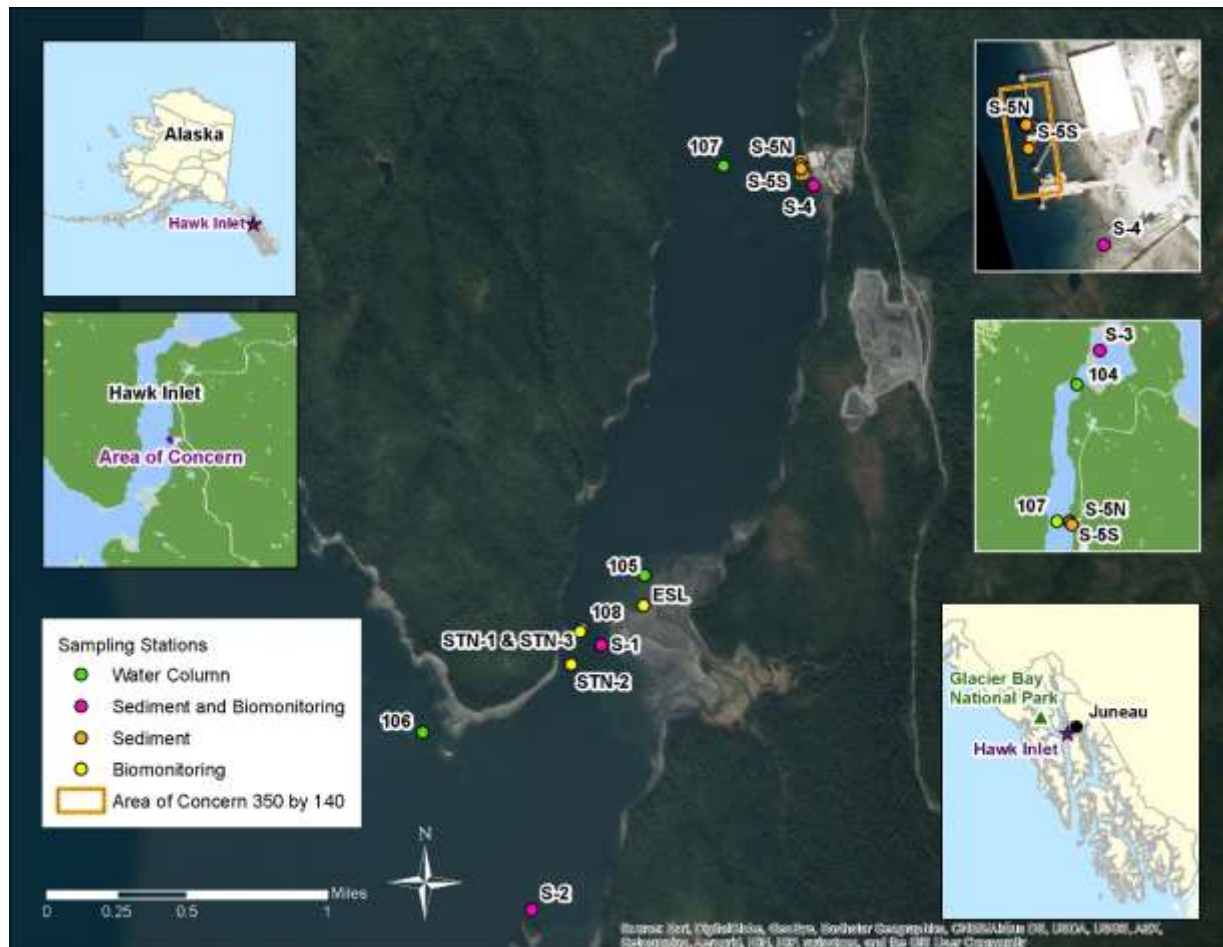 Alaska
Hawk Inlet
Hawk Inlet
Area of Concern
107
S-5N
S-5S
S-4
S-5N
S-5S
S-4
S-3
104
107
S-5N
S-5S
105
ESL
108
STN-1 & STN-3
S-1
STN-2
106
S-2
Sampling Stations
Water Column
Sediment and Biomonitoring
Sediment
Biomonitoring
Area of Concern 350 by 140
N
Miles
0 0.25 0.5 1
Glacier Bay
National Park
Juneau
Hawk Inlet